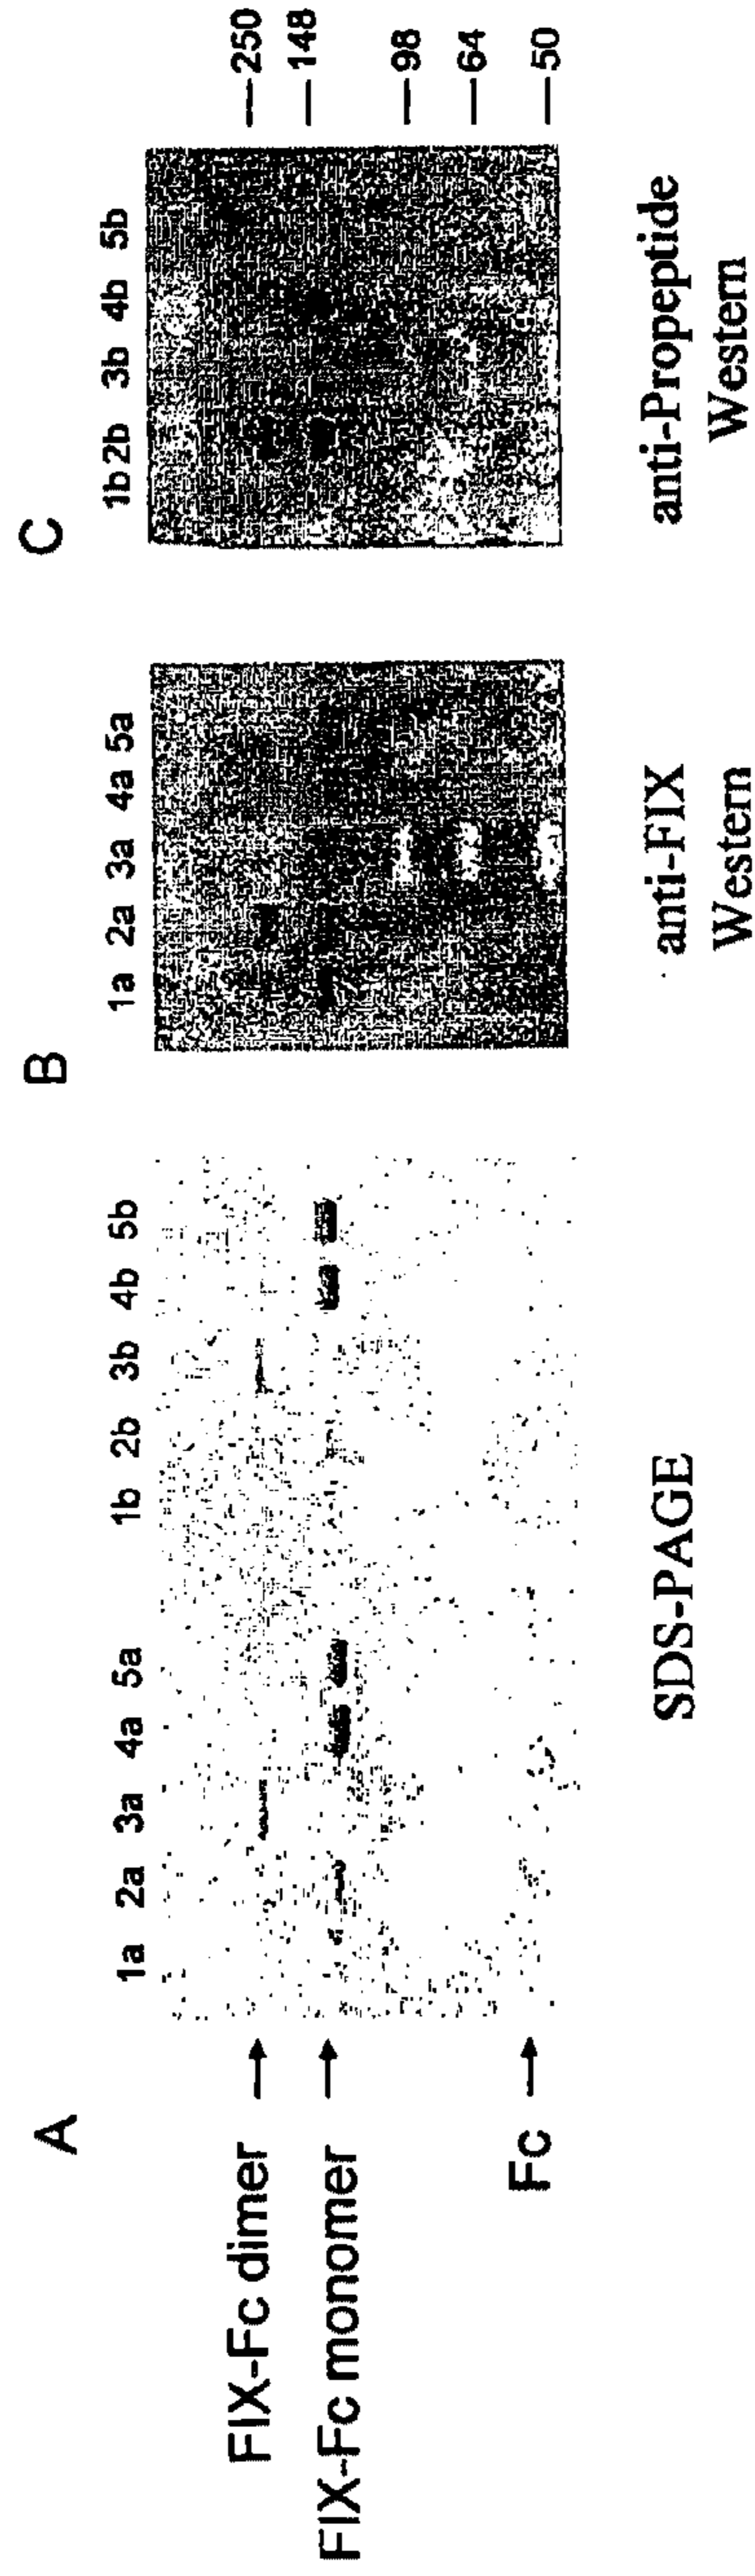 A
B
C
1a 2a 3a 4a 5a 1b 2b 3b 4b 5b
1a 2a 3a 4a 5a
1b 2b 3b 4b 5b
FIX-Fc dimer
FIX-Fc monomer
Fc
250
148
98
64
50
SDS-PAGE
anti-FIX
Western
anti-Propeptide
Western